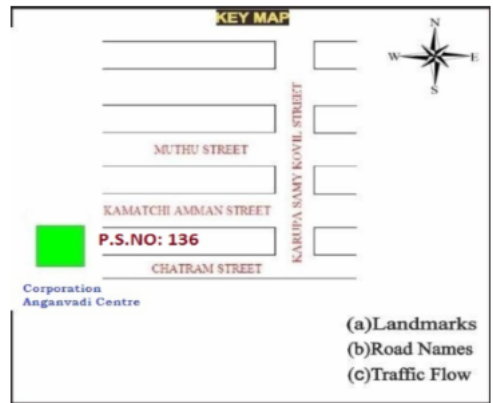 KEY MAP
N
W
E
S
MUTHU STREET
KARUPA SAMY KOVIL STREET
KAMATCHI AMMAN STREET
P.S.NO: 136
CHATRAM STREET
Corporation
Anganvadi Centre
(a)Landmarks
(b)Road Names
(c)Traffic Flow